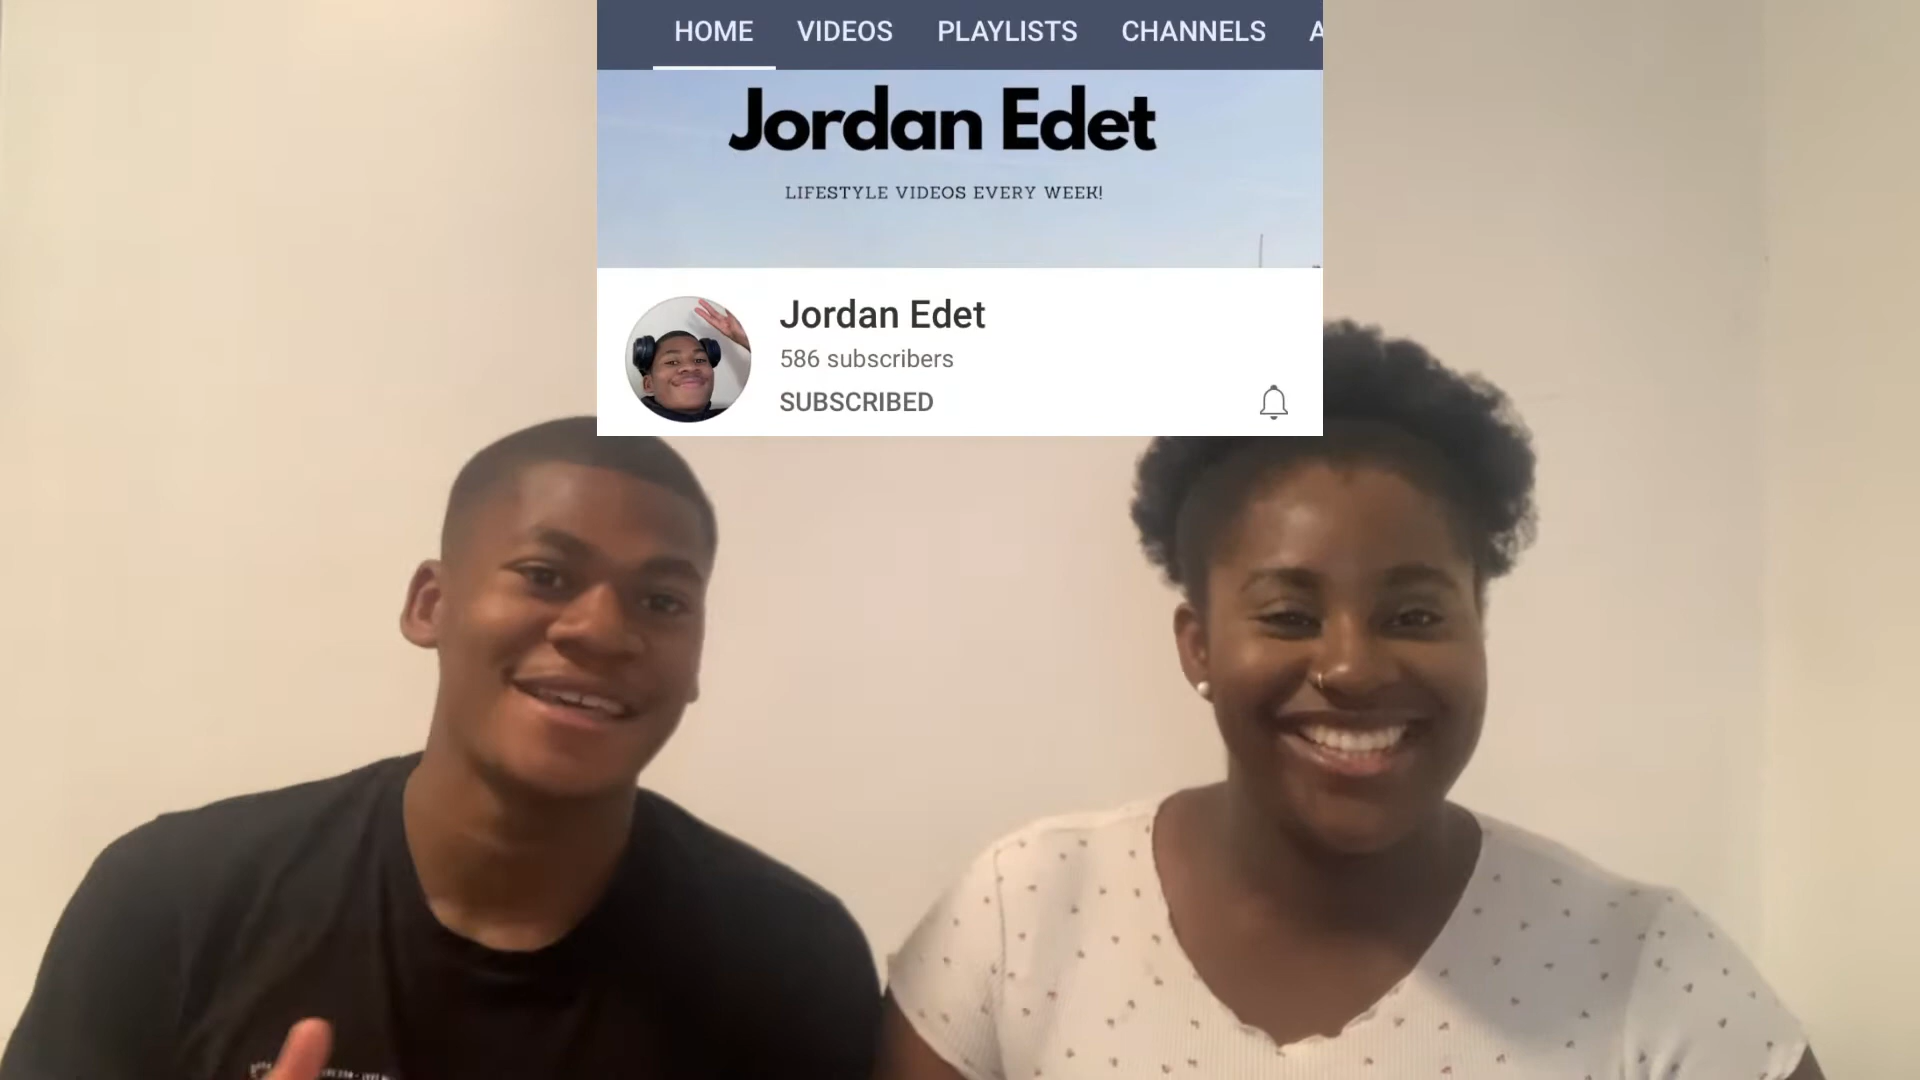 HOME VIDEOS PLAYLISTS CHANNELS A
Jordan Edet
LIFESTYLE VIDEOS EVERY WEEK!
Jordan Edet
586 subscribers
SUBSCRIBED